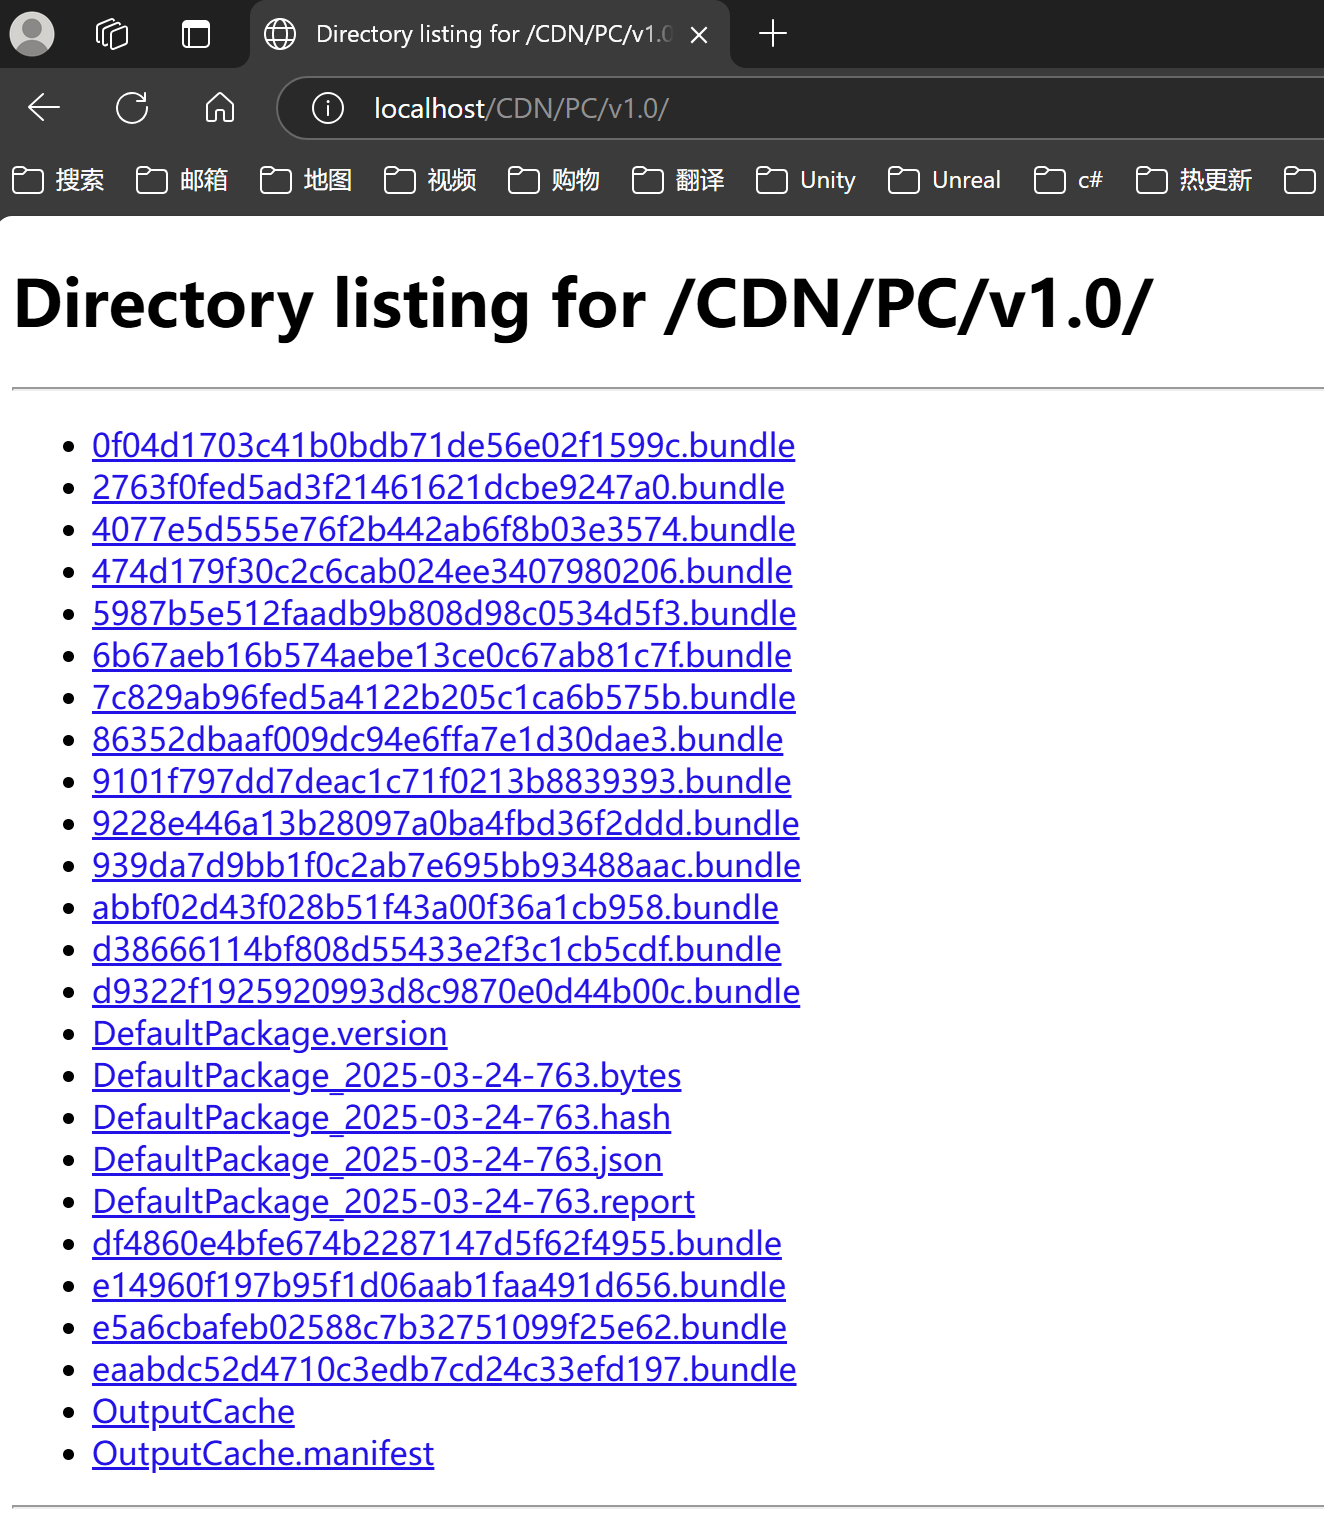 Directory listing for /CDN/PC/v1.0
localhost/CDN/PC/v1.0/
搜索 邮箱 地图 视频 购物 翻译 Unity Unreal c# 热更新
Directory listing for /CDN/PC/v1.0/
0f04d1703c41b0bdb71de56e02f1599c.bundle
2763f0fed5ad3f21461621dcbe9247a0.bundle
4077e5d555e76f2b442ab6f8b03e3574.bundle
474d179f30c2c6cab024ee3407980206.bundle
5987b5e512faadb9b808d98c0534d5f3.bundle
6b67aeb16b574aebe13ce0c67ab81c7f.bundle
7c829ab96fed5a4122b205c1ca6b575b.bundle
86352dbaaf009dc94e6ffa7e1d30dae3.bundle
9101f797dd7deac1c71f0213b8839393.bundle
9228e446a13b28097a0ba4fbd36f2ddd.bundle
939da7d9bb1f0c2ab7e695bb93488aac.bundle
abbf02d43f028b51f43a00f36a1cb958.bundle
d38666114bf808d55433e2f3c1cb5cdf.bundle
d9322f1925920993d8c9870e0d44b00c.bundle
DefaultPackage.version
DefaultPackage_2025-03-24-763.bytes
DefaultPackage_2025-03-24-763.hash
DefaultPackage_2025-03-24-763.json
DefaultPackage_2025-03-24-763.report
df4860e4bfe674b2287147d5f62f4955.bundle
e14960f197b95f1d06aab1faa491d656.bundle
e5a6cbafeb02588c7b32751099f25e62.bundle
eaabdc52d4710c3edb7cd24c33efd197.bundle
OutputCache
OutputCache.manifest